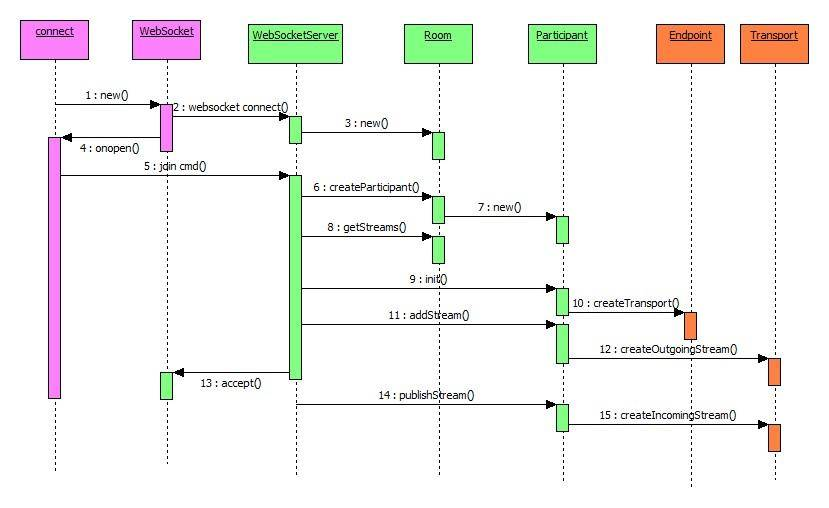 connect
WebSocket
WebSocketServer
Room
Participant
Endpoint
Transport
1 : new()
2 : websocket connect()
3 : new()
4 : onopen()
5 : join cmd()
6 : createParticipant()
7 : new()
8 : getStreams()
9 : init()
10 : createTransport()
11 : addStream()
12 : createOutgoingStream()
13 : accept()
14 : publishStream()
15 : createIncomingStream()